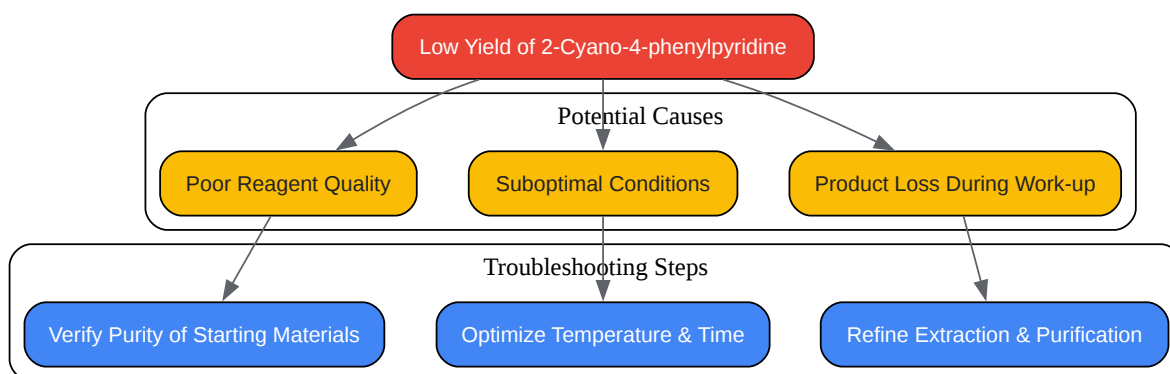 Low Yield of 2-Cyano-4-phenylpyridine
Potential Causes
Poor Reagent Quality
Suboptimal Conditions
Product Loss During Work-up
Troubleshooting Steps
Verify Purity of Starting Materials
Optimize Temperature & Time
Refine Extraction & Purification